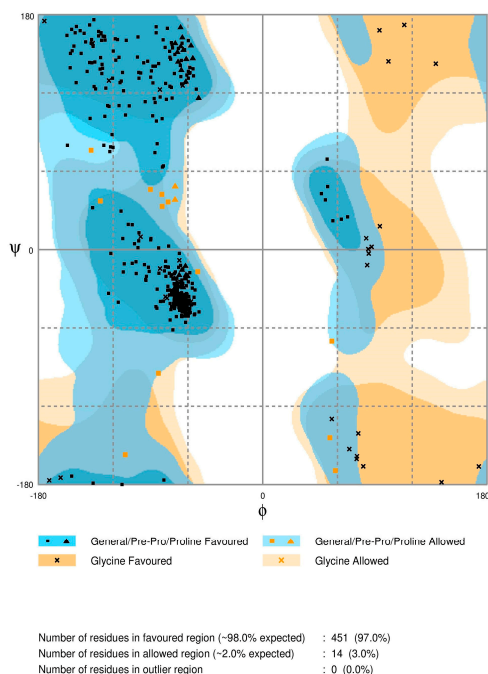 180
ψ
0
-180
-180 0 180
ϕ
General/Pre-Pro/Proline Favoured General/Pre-Pro/Proline Allowed
Glycine Favoured Glycine Allowed
Number of residues in favoured region (~98.0% expected) : 451 (97.0%)
Number of residues in allowed region (~2.0% expected) : 14 (3.0%)
Number of residues in outlier region : 0 (0.0%)